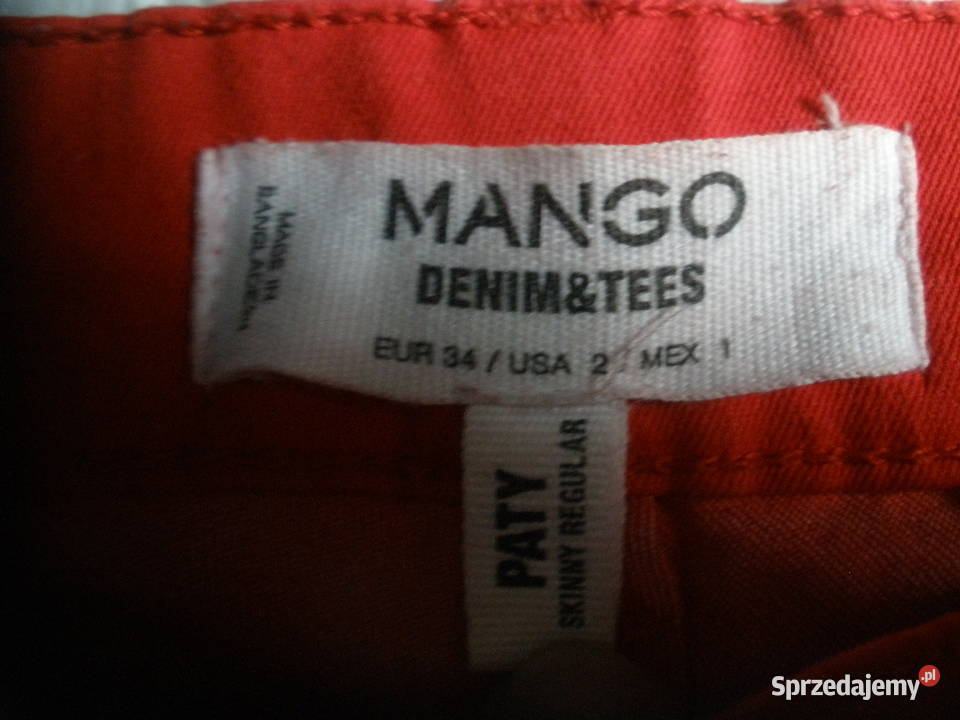 MANGO
DENIM&TEES
EUR 34 / USA 2 / MEX 1
MADE IN
BANGLADESH
PATY
SKINNY REGULAR
Sprzedajemy.pl